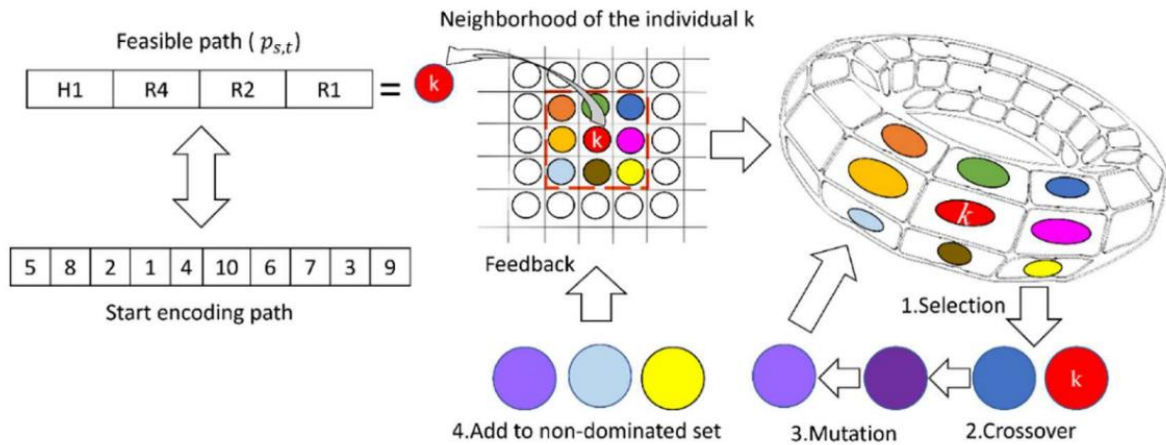 Neighborhood of the individual k
Feasible path ( p_{s,t})
H1 R4 R2 R1 = k
k
k
5 8 2 1 4 10 6 7 3 9
Start encoding path
Feedback
1.Selection
k
4.Add to non-dominated set
3.Mutation
2.Crossover